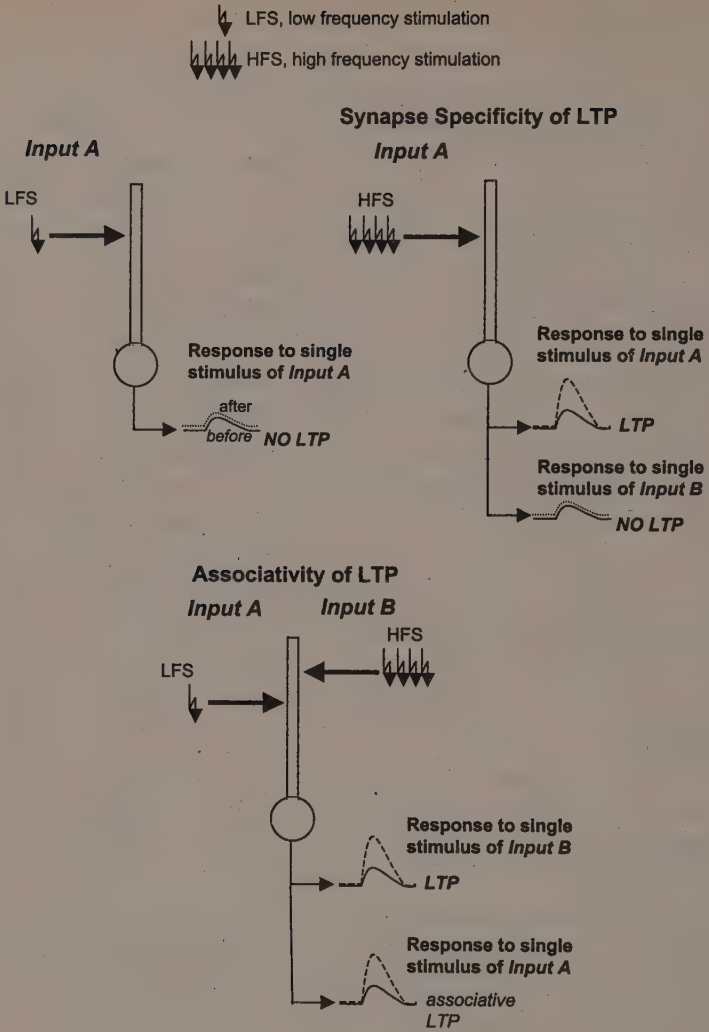 LFS, low frequency stimulation
HFS, high frequency stimulation
Input A
LFS
Response to single
stimulus of Input A
after
before NO LTP
Synapse Specificity of LTP
Input A
HFS
Response to single
stimulus of Input A
LTP
Response to single
stimulus of Input B
NO LTP
Associativity of LTP
Input A Input B
LFS
HFS
Response to single
stimulus of Input B
LTP
Response to single
stimulus of Input A
associative
LTP